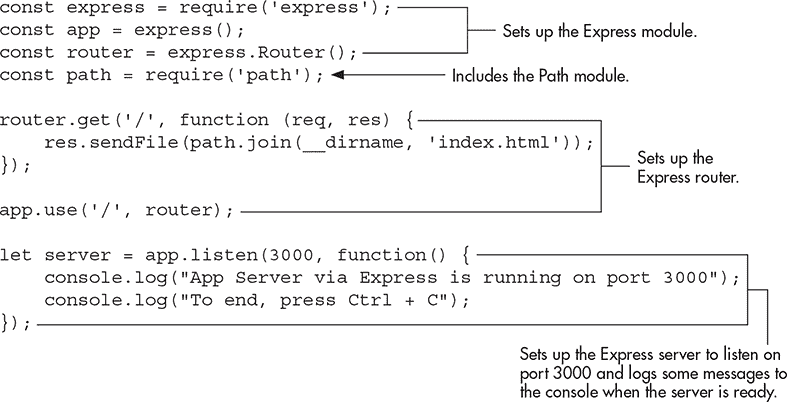 const express = require('express');
const app = express();
const router = express.Router();
const path = require('path');
Sets up the Express module.
Includes the Path module.
router.get('/', function (req, res) {
    res.sendFile(path.join(__dirname, 'index.html'));
});
app.use('/', router);
Sets up the
Express router.
let server = app.listen(3000, function() {
    console.log("App Server via Express is running on port 3000");
    console.log("To end, press Ctrl + C");
});
Sets up the Express server to listen on
port 3000 and logs some messages to
the console when the server is ready.